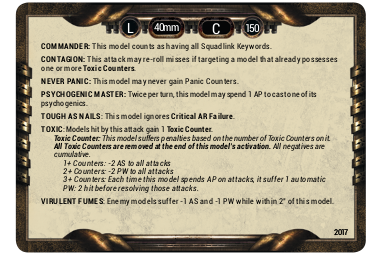 L 40mm C 150
COMMANDER: This model counts as having all Squadlink Keywords.
CONTAGION: This attack may re-roll misses if targeting a model that already possesses
one or more Toxic Counters.
NEVER PANIC: This model may never gain Panic Counters.
PSYCHOGENIC MASTER: Twice per turn, this model may spend 1 AP to cast one of its
psychogenics.
TOUGH AS NAILS: This model ignores Critical AR Failure.
TOXIC: Models hit by this attack gain 1 Toxic Counter.
Toxic Counter: This model suffers penalties based on the number of Toxic Counters on it.
All Toxic Counters are removed at the end of this model's activation. All negatives are
cumulative.
1+ Counters: -2 AS to all attacks
2+ Counters: -2 PW to all attacks
3+ Counters: Each time this model spends AP on attacks, it suffer 1 automatic
PW: 2 hit before resolving those attacks.
VIRULENT FUMES: Enemy models suffer -1 AS and -1 PW while within 2" of this model.
2017